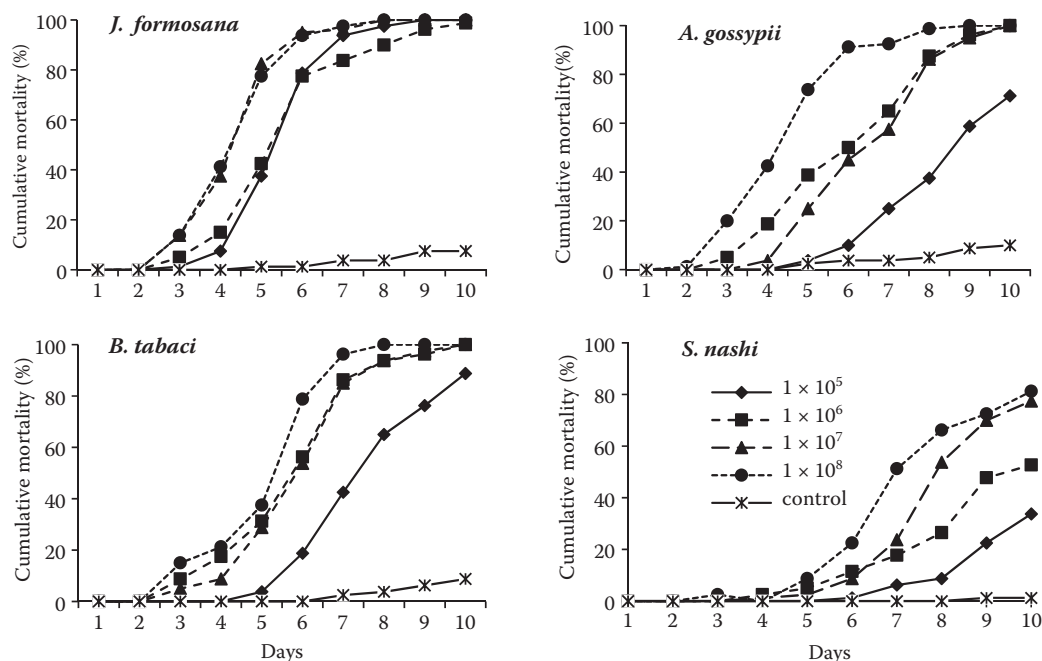 J. formosana
Cumulative mortality (%)
100
80
60
40
20
0
1 2 3 4 5 6 7 8 9 10
A. gossypii
Cumulative mortality(%)
100
80
60
40
20
0
1 2 3 4 5 6 7 8 9 10
B. tabaci
Cumulative mortality (%)
100
80
60
40
20
0
1 2 3 4 5 6 7 8 9 10
Days
S. nashi
Cumulative mortality (%)
100
80
60
40
20
0
1 × 10⁵
1 × 10⁶
1 × 10⁷
1 × 10⁸
control
1 2 3 4 5 6 7 8 9 10
Days